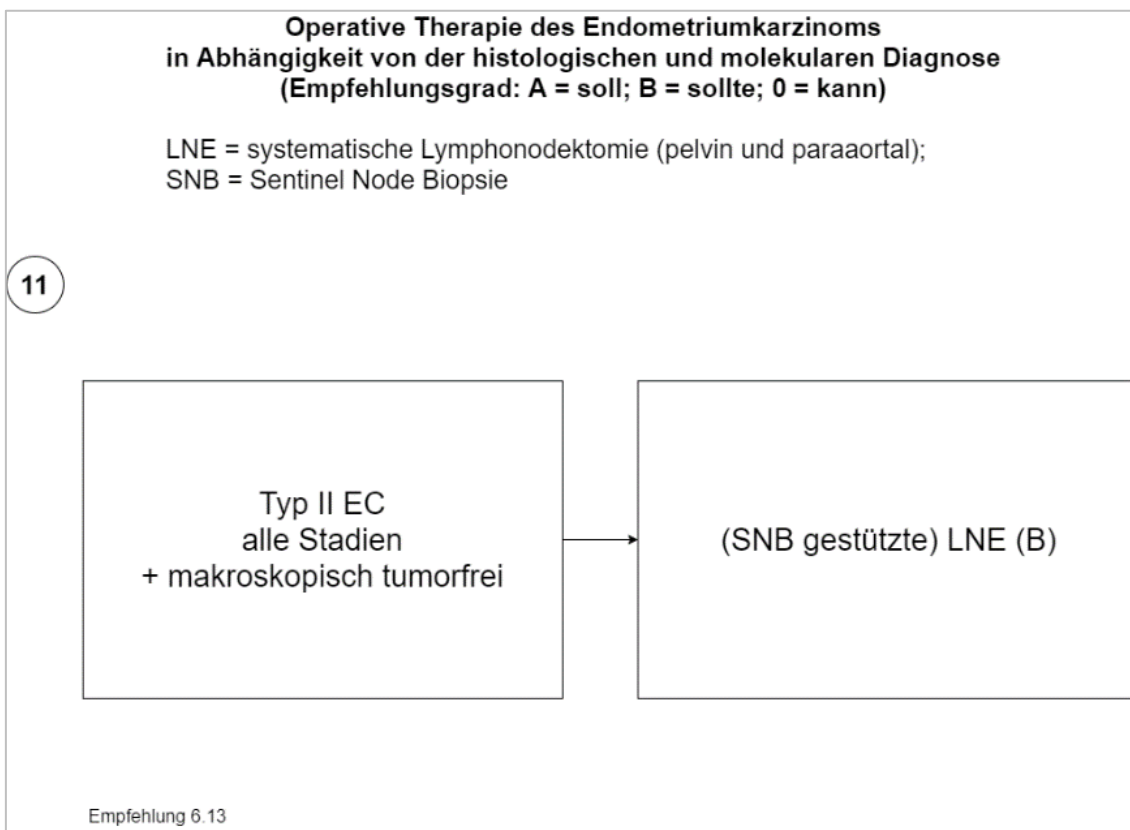 Operative Therapie des Endometriumkarzinoms
in Abhängigkeit von der histologischen und molekularen Diagnose
(Empfehlungsgrad: A = soll; B = sollte; 0 = kann)
LNE = systematische Lymphonodektomie (pelvin und paraaortal);
SNB = Sentinel Node Biopsie
11
Typ II EC
alle Stadien
+ makroskopisch tumorfrei
(SNB gestützte) LNE (B)
Empfehlung 6.13